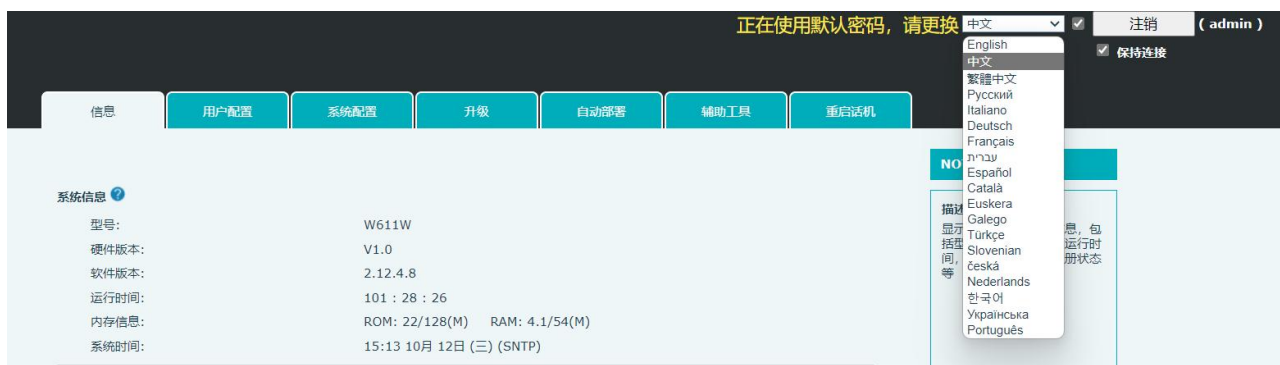 正在使用默认密码，请更换 中文 注销 ( admin )
保持连接
English
中文
繁體中文
Русский
Italiano
Deutsch
Français
עברית
Español
Català
Euskera
Galego
Türkçe
Slovenian
česká
Nederlands
한국어
Українська
Português
信息 用户配置 系统配置 升级 自动部署 辅助工具 重启话机
系统信息
型号: W611W
硬件版本: V1.0
软件版本: 2.12.4.8
运行时间: 101 : 28 : 26
内存信息: ROM: 22/128(M) RAM: 4.1/54(M)
系统时间: 15:13 10月 12日 (三) (SNTP)
NO
描述
显示 息，包
括型 运行时
间， 册状态
等